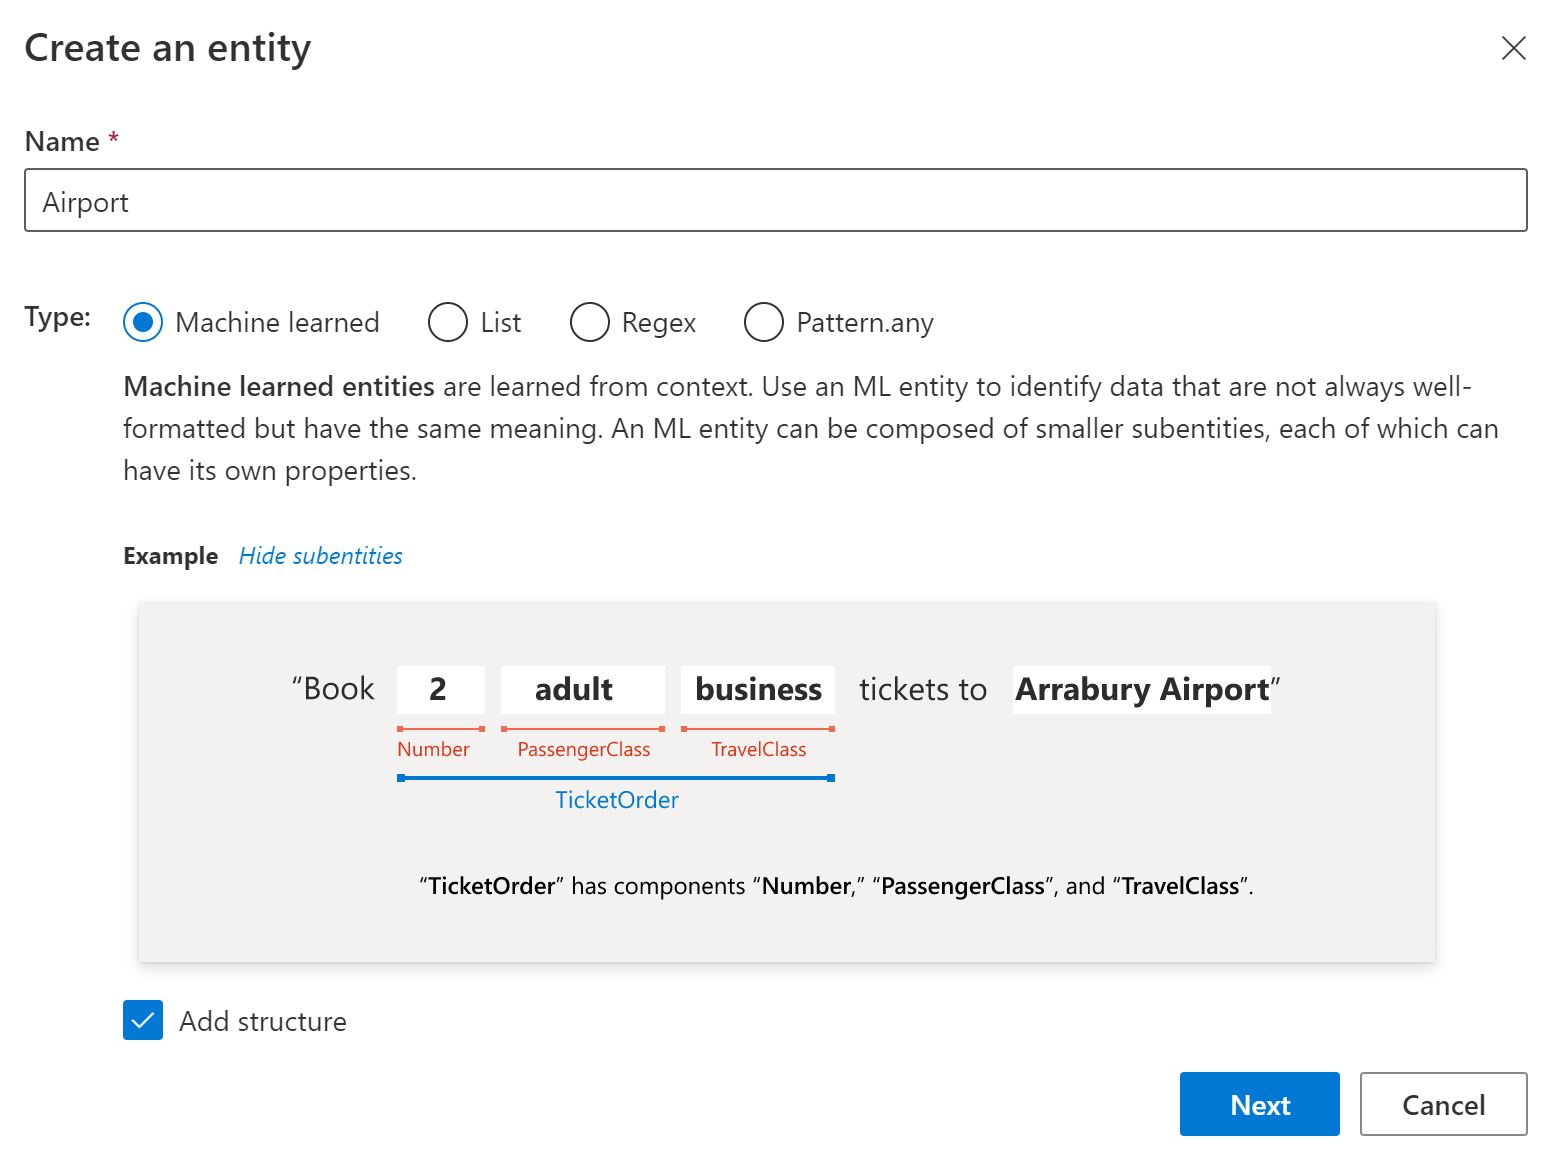 Create an entity
Name *
Airport
Type: Machine learned List Regex Pattern.any
Machine learned entities are learned from context. Use an ML entity to identify data that are not always well-
formatted but have the same meaning. An ML entity can be composed of smaller subentities, each of which can
have its own properties.
Example Hide subentities
“Book 2 adult business tickets to Arrabury Airport”
Number PassengerClass TravelClass
TicketOrder
“TicketOrder” has components “Number,” “PassengerClass”, and “TravelClass”.
Add structure
Next Cancel